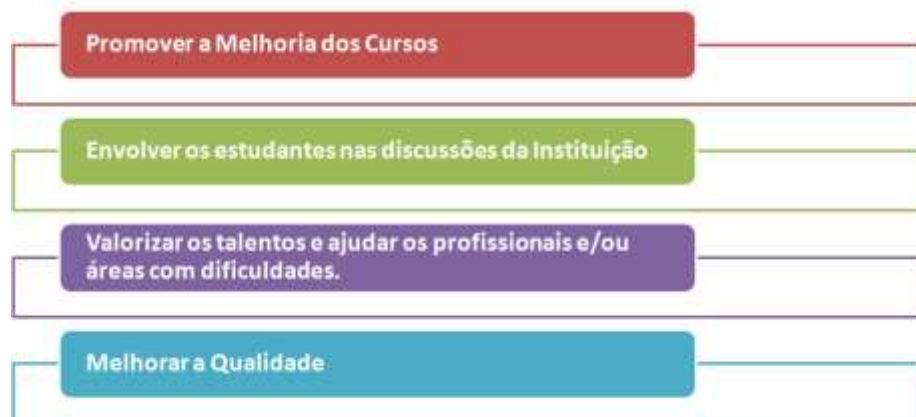 Promover a Melhoria dos Cursos
Envolver os estudantes nas discussões da Instituição
Valorizar os talentos e ajudar os profissionais e/ou
áreas com dificuldades.
Melhorar a Qualidade